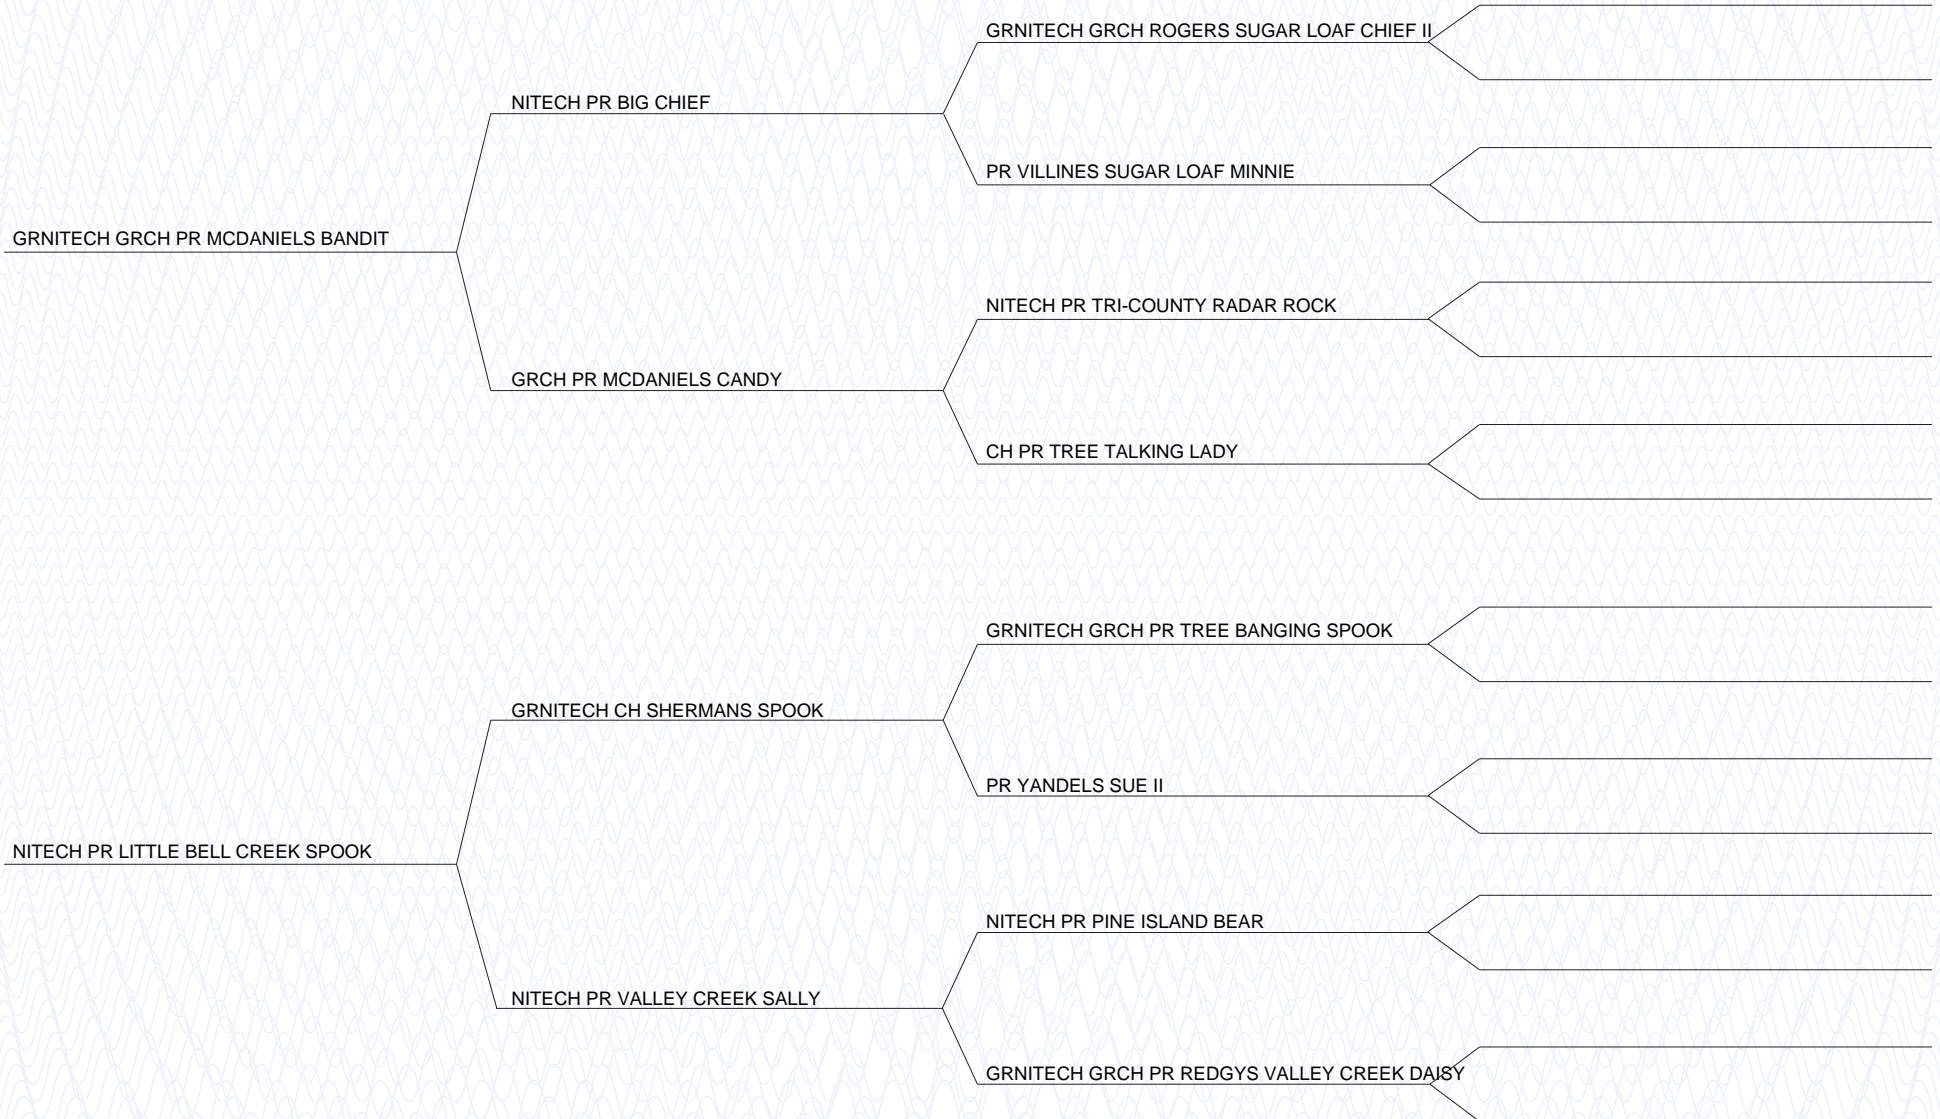 GRNITECH GRCH ROGERS SUGAR LOAF CHIEF II
NITECH PR BIG CHIEF
PR VILLINES SUGAR LOAF MINNIE
GRNITECH GRCH PR MCDANIELS BANDIT
NITECH PR TRI-COUNTY RADAR ROCK
GRCH PR MCDANIELS CANDY
CH PR TREE TALKING LADY
GRNITECH GRCH PR TREE BANGING SPOOK
GRNITECH CH SHERMANS SPOOK
PR YANDELS SUE II
NITECH PR LITTLE BELL CREEK SPOOK
NITECH PR PINE ISLAND BEAR
NITECH PR VALLEY CREEK SALLY
GRNITECH GRCH PR REDGYS VALLEY CREEK DAISY